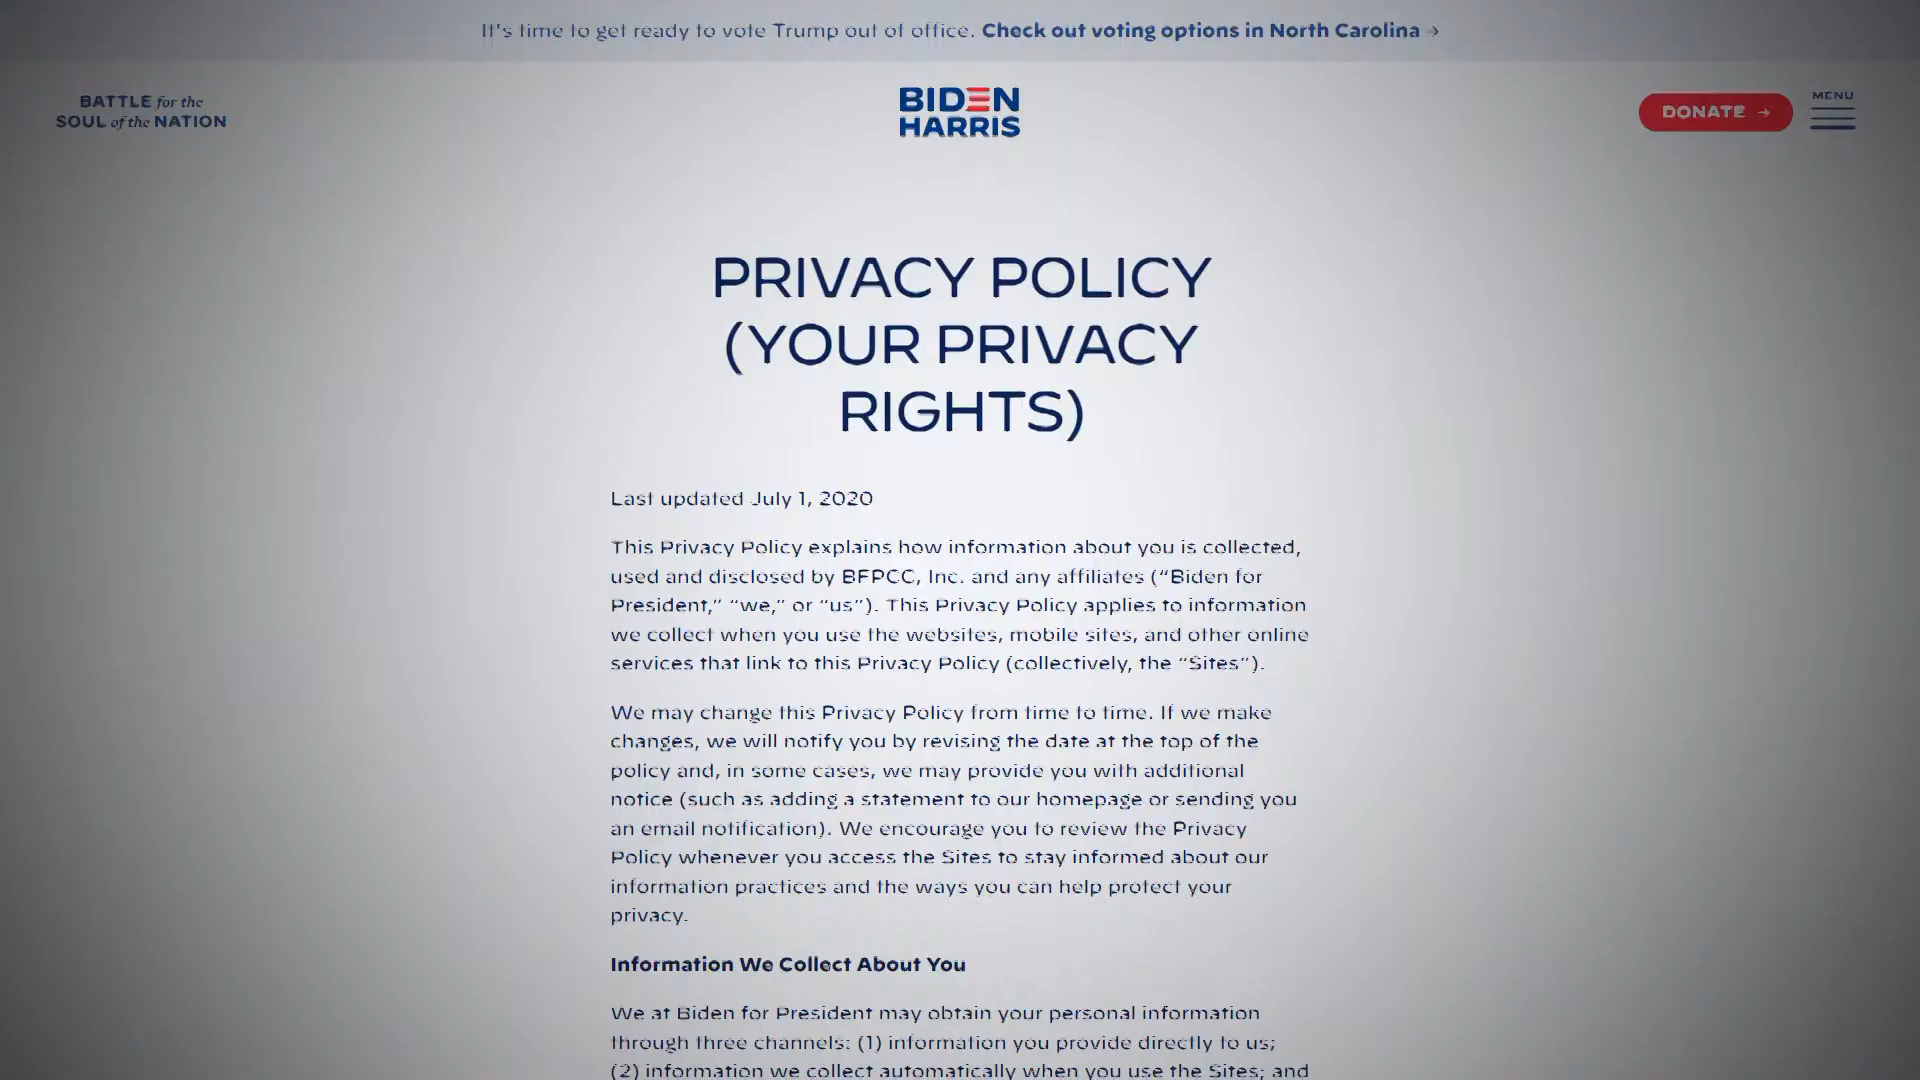 It's time to get ready to vote Trump out of office. Check out voting options in North Carolina →
BATTLE for the
SOUL of the NATION
BIDEN
HARRIS
DONATE →
MENU
PRIVACY POLICY
(YOUR PRIVACY
RIGHTS)
Last updated July 1, 2020
This Privacy Policy explains how information about you is collected,
used and disclosed by BFPCC, Inc. and any affiliates (“Biden for
President,” “we,” or “us”). This Privacy Policy applies to information
we collect when you use the websites, mobile sites, and other online
services that link to this Privacy Policy (collectively, the “Sites”).
We may change this Privacy Policy from time to time. If we make
changes, we will notify you by revising the date at the top of the
policy and, in some cases, we may provide you with additional
notice (such as adding a statement to our homepage or sending you
an email notification). We encourage you to review the Privacy
Policy whenever you access the Sites to stay informed about our
information practices and the ways you can help protect your
privacy.
Information We Collect About You
We at Biden for President may obtain your personal information
through three channels: (1) information you provide directly to us;
(2) information we collect automatically when you use the Sites; and